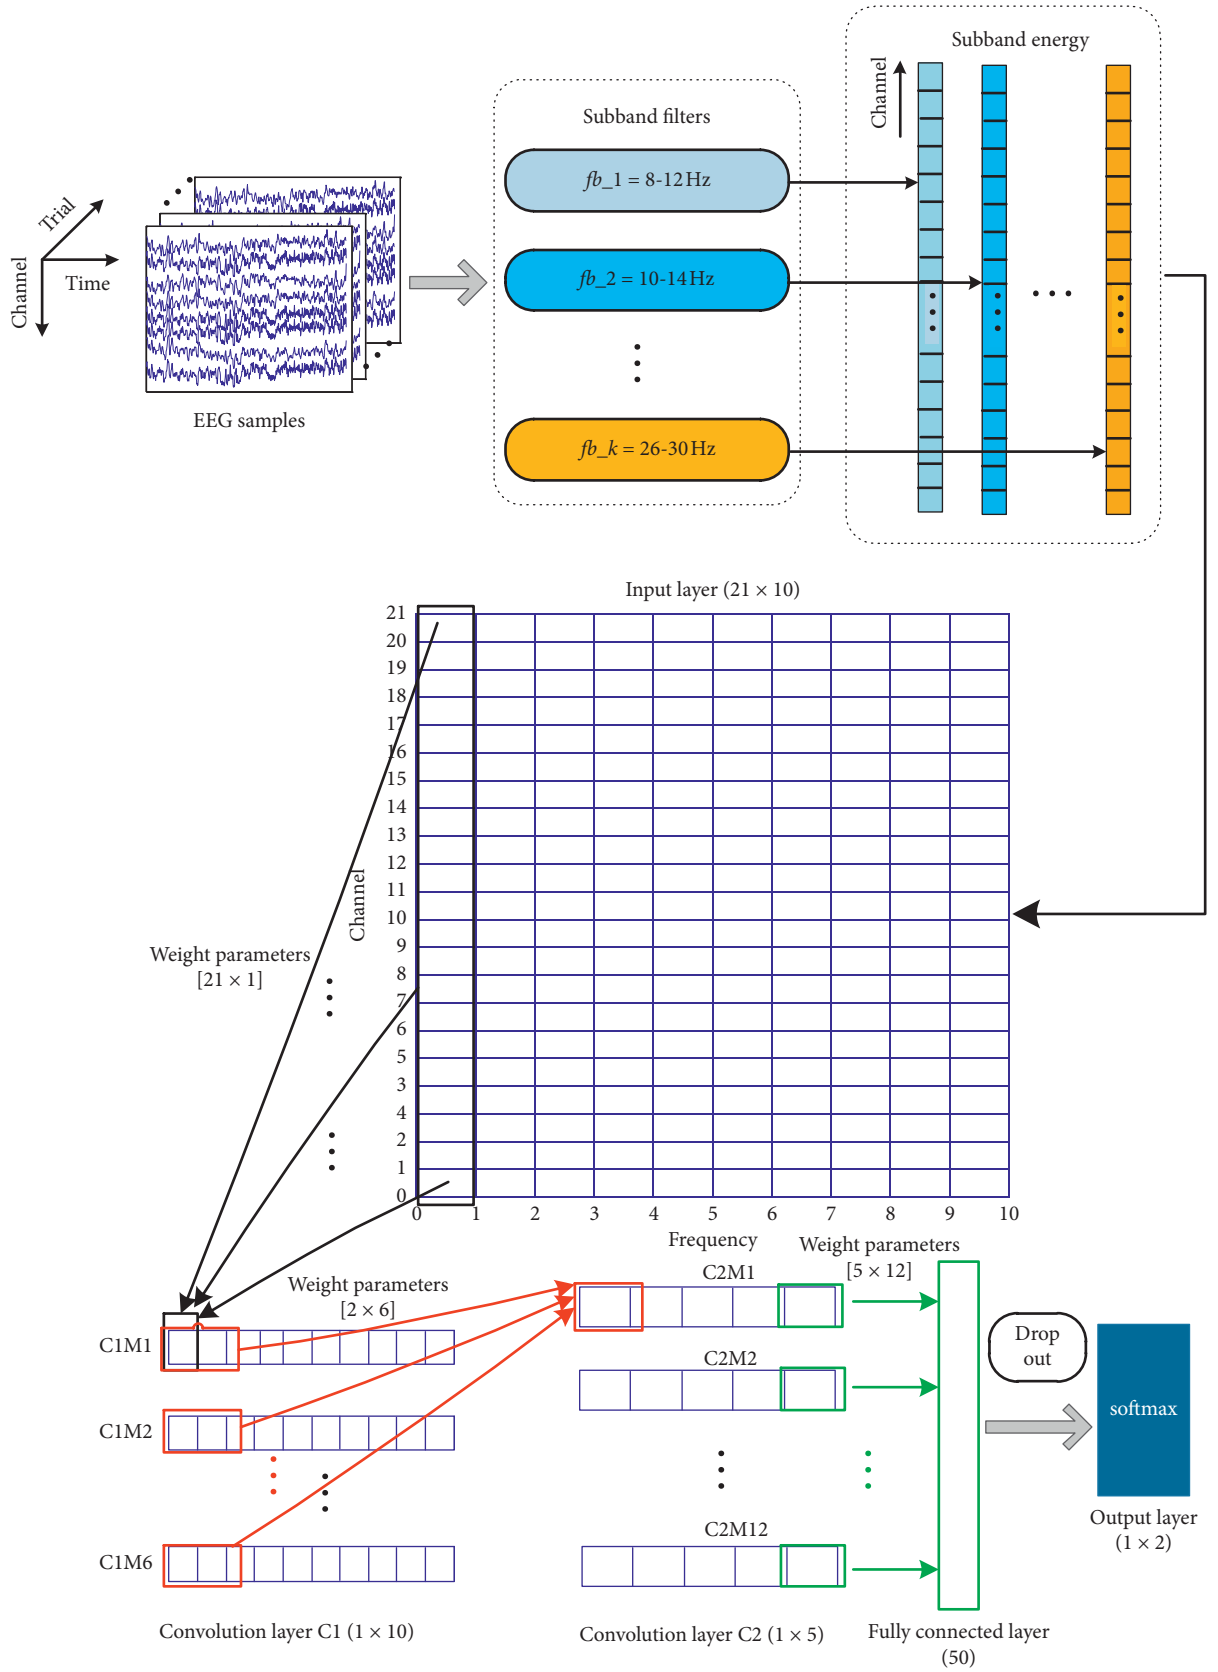 Subband energy
Channel
Subband filters
fb_1 = 8-12 Hz
fb_2 = 10-14 Hz
fb_k = 26-30 Hz
Trial
Time
Channel
EEG samples
Input layer (21 × 10)
21
20
19
18
17
16
15
14
13
12
11
10
9
8
7
6
5
3
4
2
1
0
Channel
0 1 2 3 4 5 6 7 8 9 10
Frequency
Weight parameters
[21 × 1]
Weight parameters
[2 × 6]
Weight parameters
[5 × 12]
C1M1
C1M2
C1M6
Convolution layer C1 (1 × 10)
C2M1
C2M2
C2M12
Convolution layer C2 (1 × 5)
Fully connected layer
(50)
Drop
out
softmax
Output layer
(1 × 2)